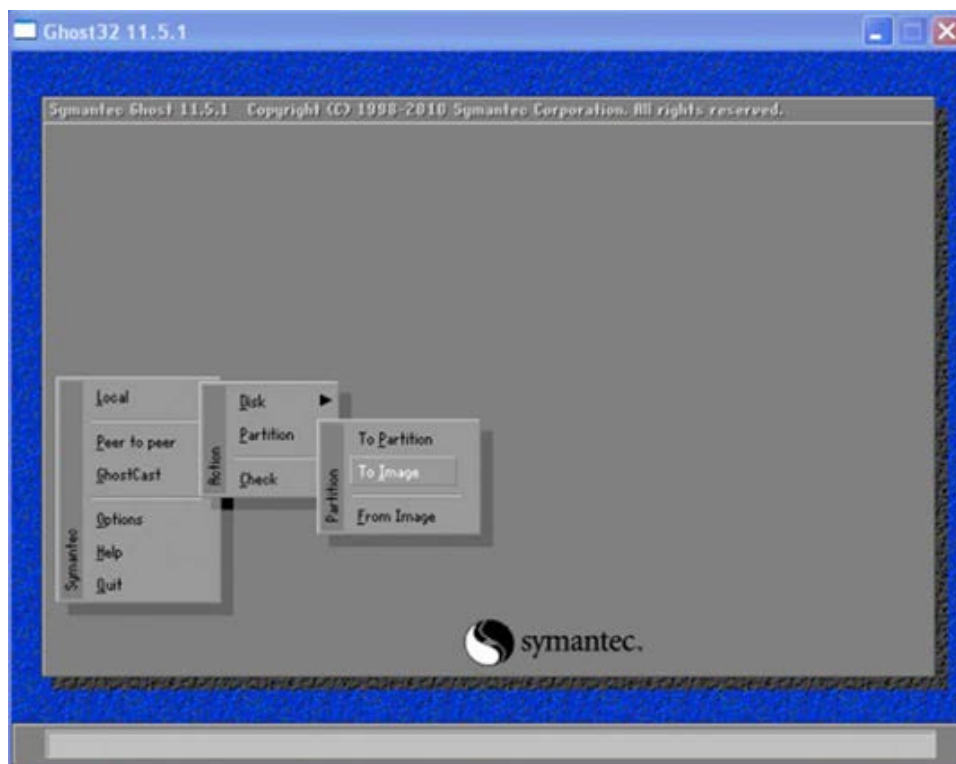 Ghost32 11.5.1
Symantec Ghost 11.5.1 Copyright (C) 1998-2010 Symantec Corporation. All rights reserved.
Symantec
Local
Peer to peer
GhostCast
Options
Help
Quit
Action
Disk
Partition
Check
Partition
To Partition
To Image
From Image
symantec.